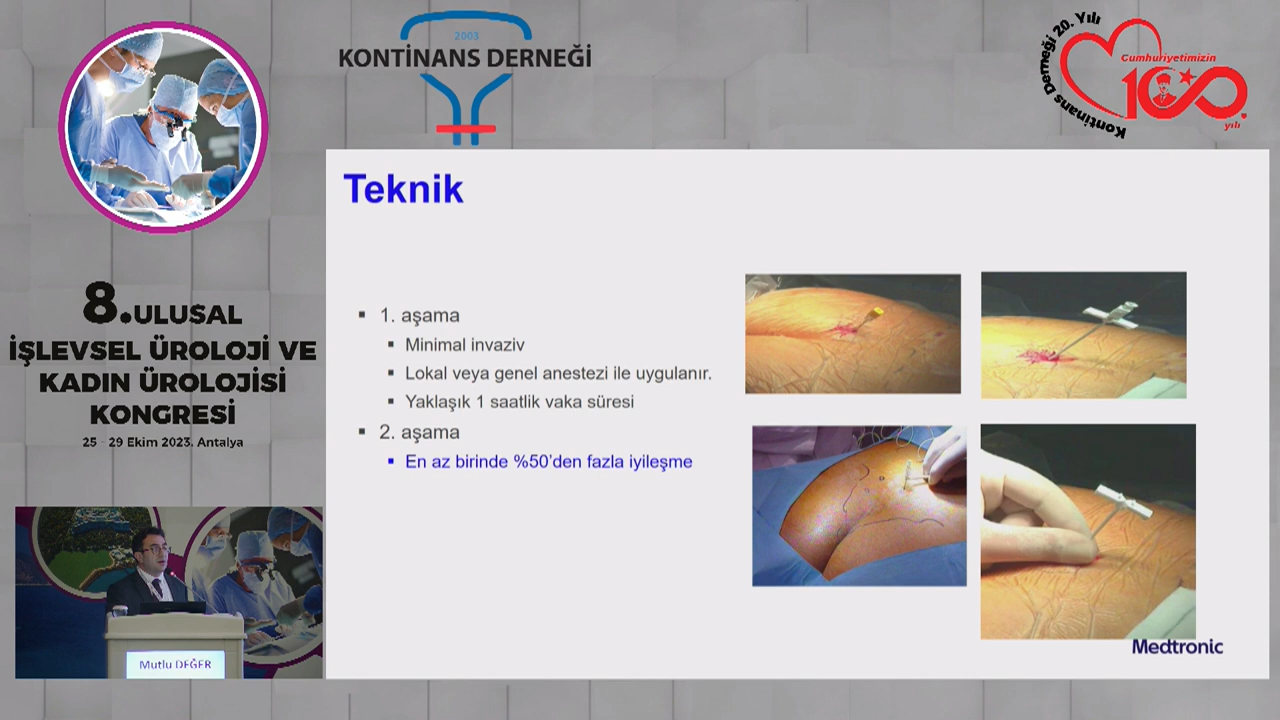 2003
KONTİNANS DERNEĞİ
Kontinans Derneği 20. Yılı
Cumhuriyetimizin
100.
yılı
8.ULUSAL
İŞLEVSEL ÜROLOJİ VE
KADIN ÜROLOJİSİ
KONGRESİ
25 - 29 Ekim 2023. Antalya
Mutlu DEĞER
Teknik
1. aşama
Minimal invaziv
Lokal veya genel anestezi ile uygulanır.
Yaklaşık 1 saatlik vaka süresi
2. aşama
En az birinde %50'den fazla iyileşme
Medtronic